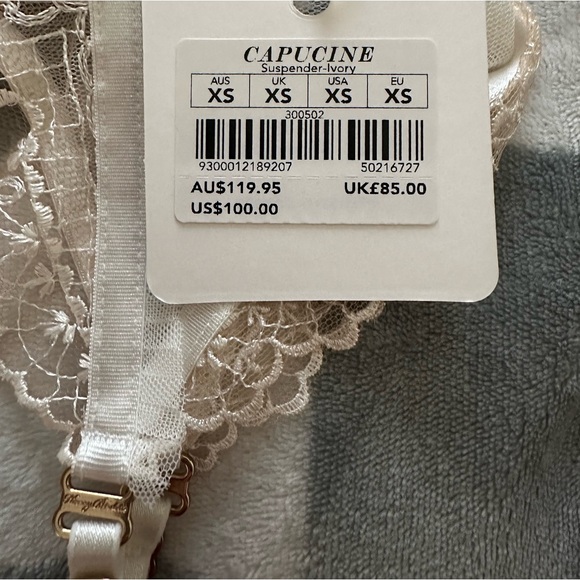 CAPUCINE
Suspender-Ivory
AUS UK USA EU
XS XS XS XS
300502
9300012189207 50216727
AU$119.95 UK£85.00
US$100.00